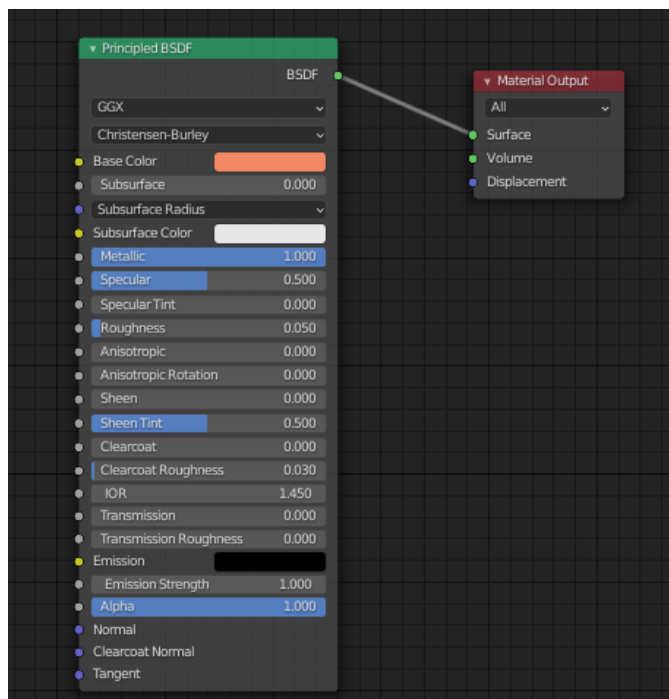 Principled BSDF
BSDF
GGX
Christensen-Burley
Base Color
Subsurface 0.000
Subsurface Radius
Subsurface Color
Metallic 1.000
Specular 0.500
Specular Tint 0.000
Roughness 0.050
Anisotropic 0.000
Anisotropic Rotation 0.000
Sheen 0.000
Sheen Tint 0.500
Clearcoat 0.000
Clearcoat Roughness 0.030
IOR 1.450
Transmission 0.000
Transmission Roughness 0.000
Emission
Emission Strength 1.000
Alpha 1.000
Normal
Clearcoat Normal
Tangent
Material Output
All
Surface
Volume
Displacement